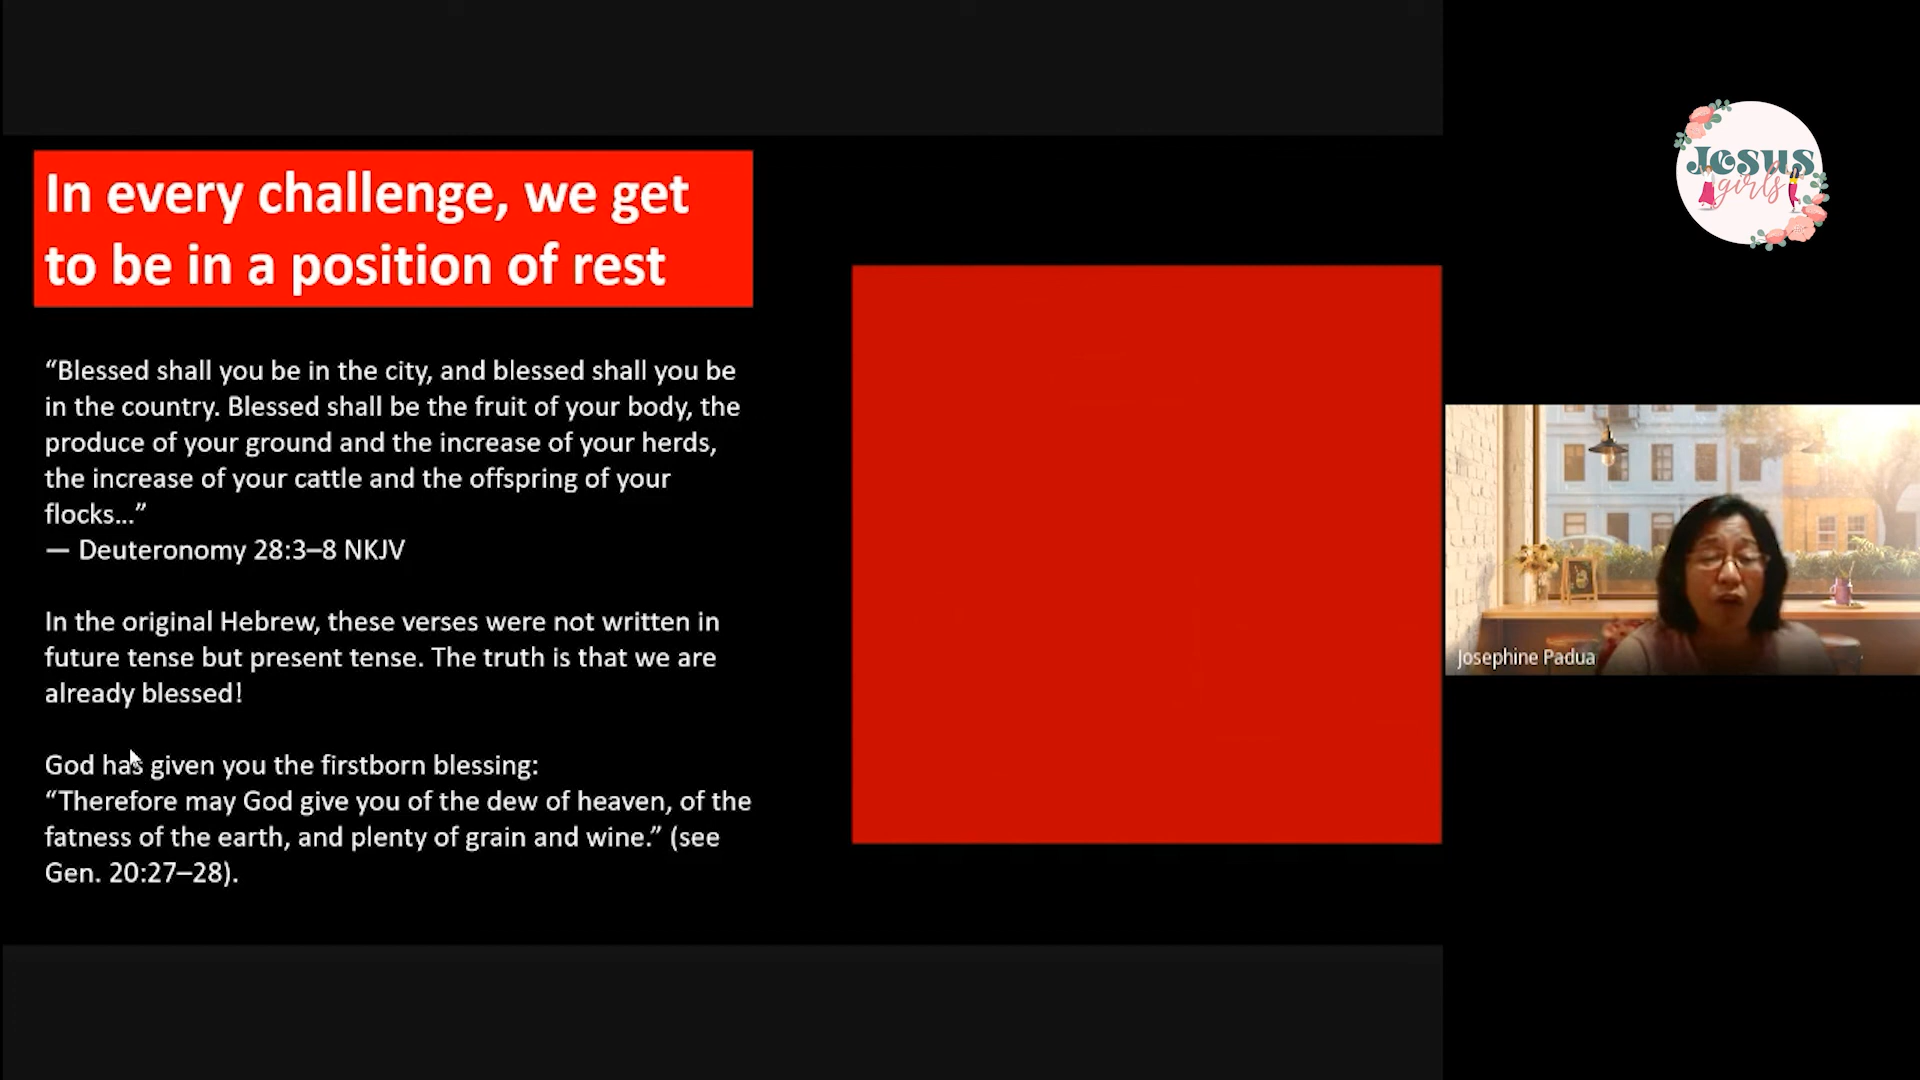 In every challenge, we get
to be in a position of rest
“Blessed shall you be in the city, and blessed shall you be
in the country. Blessed shall be the fruit of your body, the
produce of your ground and the increase of your herds,
the increase of your cattle and the offspring of your
flocks...”
— Deuteronomy 28:3–8 NKJV
In the original Hebrew, these verses were not written in
future tense but present tense. The truth is that we are
already blessed!
God has given you the firstborn blessing:
“Therefore may God give you of the dew of heaven, of the
fatness of the earth, and plenty of grain and wine.” (see
Gen. 20:27–28).
Jesus
girls
Josephine Padua